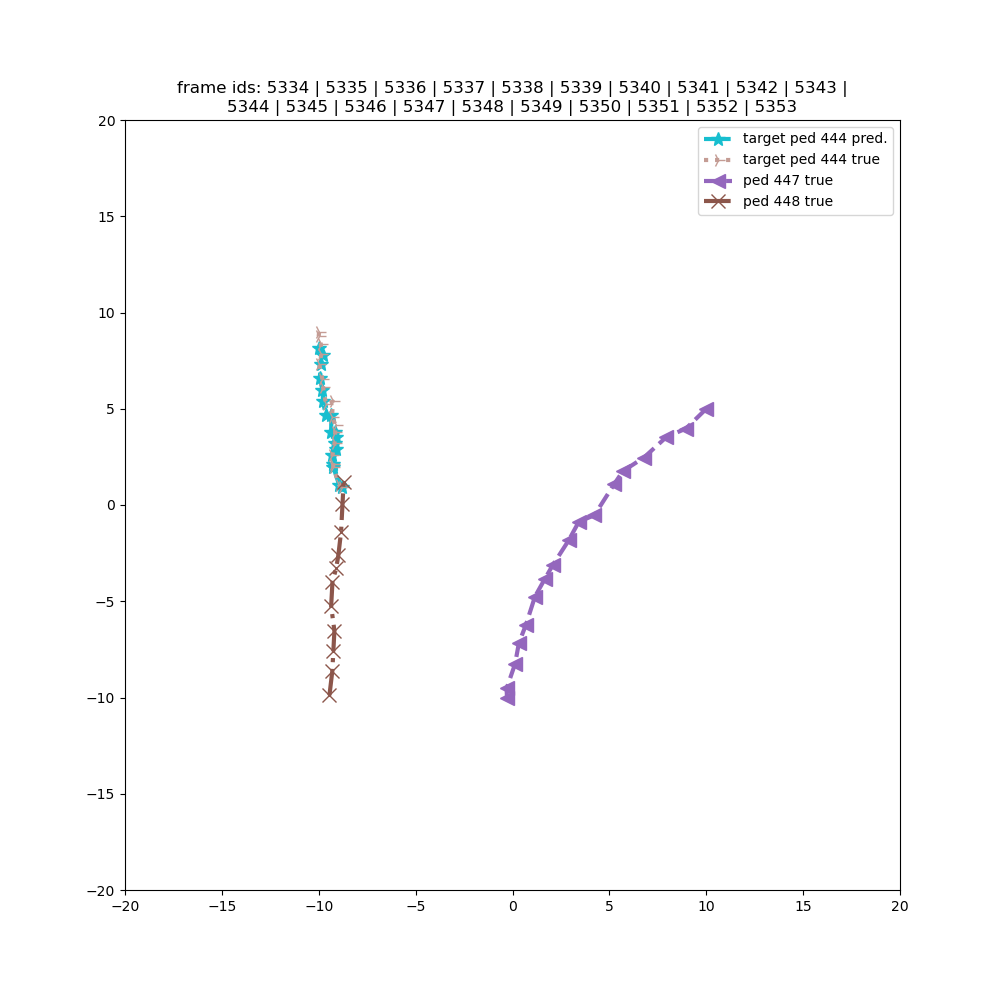 frame ids: 5334 | 5335 | 5336 | 5337 | 5338 | 5339 | 5340 | 5341 | 5342 | 5343 |
5344 | 5345 | 5346 | 5347 | 5348 | 5349 | 5350 | 5351 | 5352 | 5353
target ped 444 pred.
target ped 444 true
ped 447 true
ped 448 true
20
15
10
5
0
−5
−10
−15
−20
−20 −15 −10 −5 0 5 10 15 20